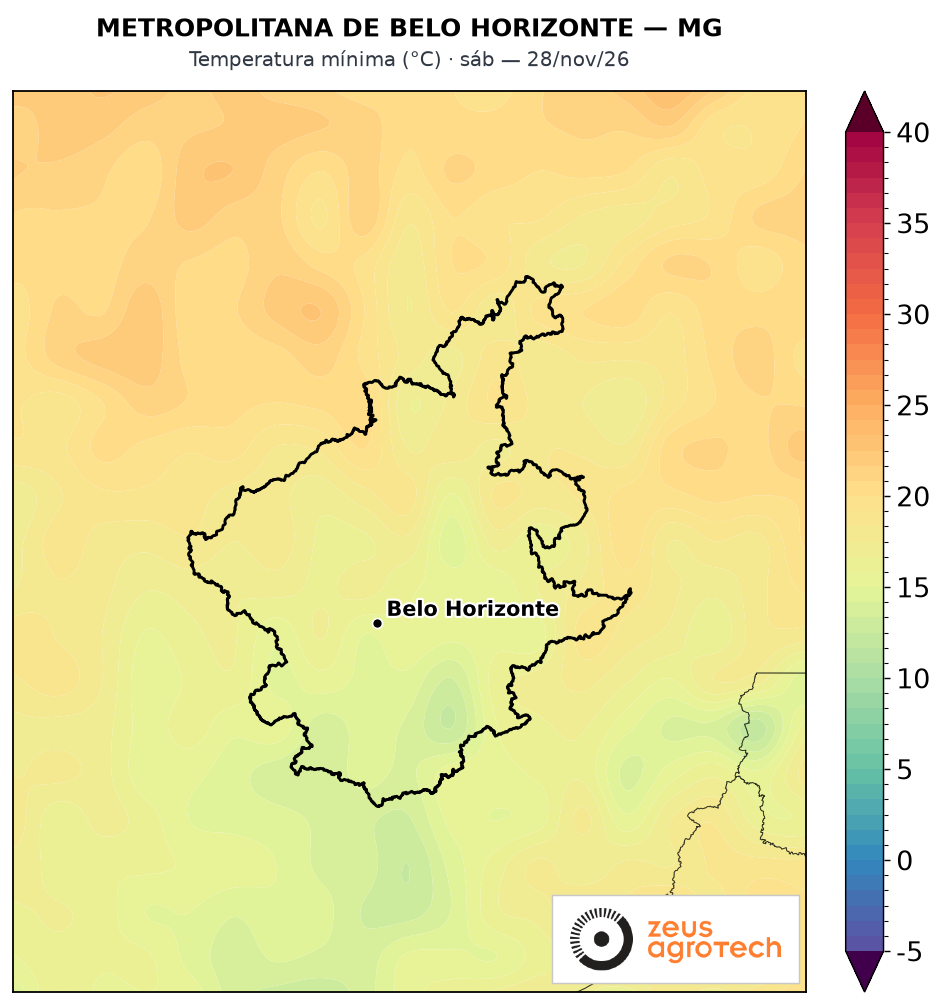 METROPOLITANA DE BELO HORIZONTE — MG
Temperatura mínima (°C) · sáb — 28/nov/26
40
35
30
25
20
15
10
5
0
-5
Belo Horizonte
zeus
agrotech